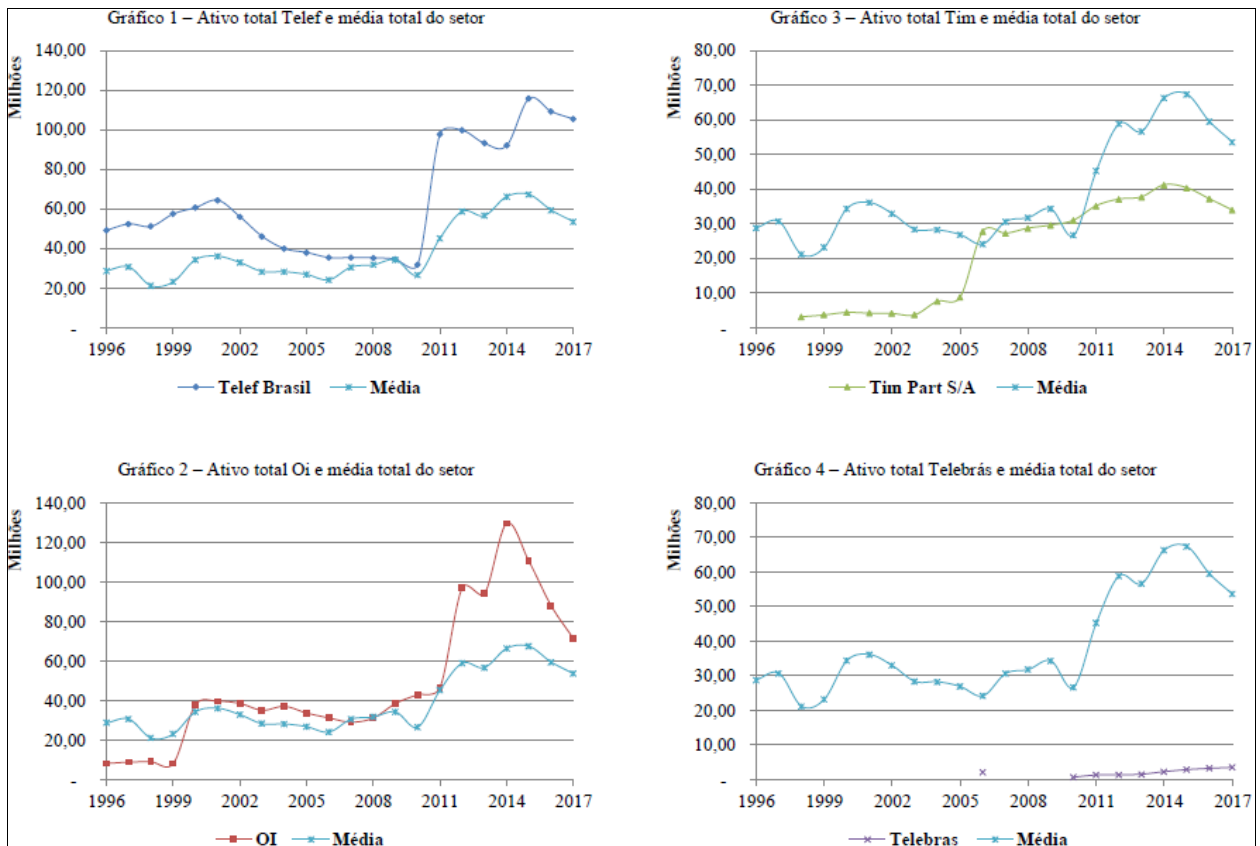 Gráfico 1 – Ativo total Telef e média total do setor
Milhões
140,00
120,00
100,00
80,00
60,00
40,00
20,00
-
1996 1999 2002 2005 2008 2011 2014 2017
Telef Brasil Média
Gráfico 3 – Ativo total Tim e média total do setor
Milhões
80,00
70,00
60,00
50,00
40,00
30,00
20,00
10,00
-
1996 1999 2002 2005 2008 2011 2014 2017
Tim Part S/A Média
Gráfico 2 – Ativo total Oi e média total do setor
Milhões
140,00
120,00
100,00
80,00
60,00
40,00
20,00
-
1996 1999 2002 2005 2008 2011 2014 2017
OI Média
Gráfico 4 – Ativo total Telebrás e média total do setor
Milhões
80,00
70,00
60,00
50,00
40,00
30,00
20,00
10,00
-
1996 1999 2002 2005 2008 2011 2014 2017
Telebras Média